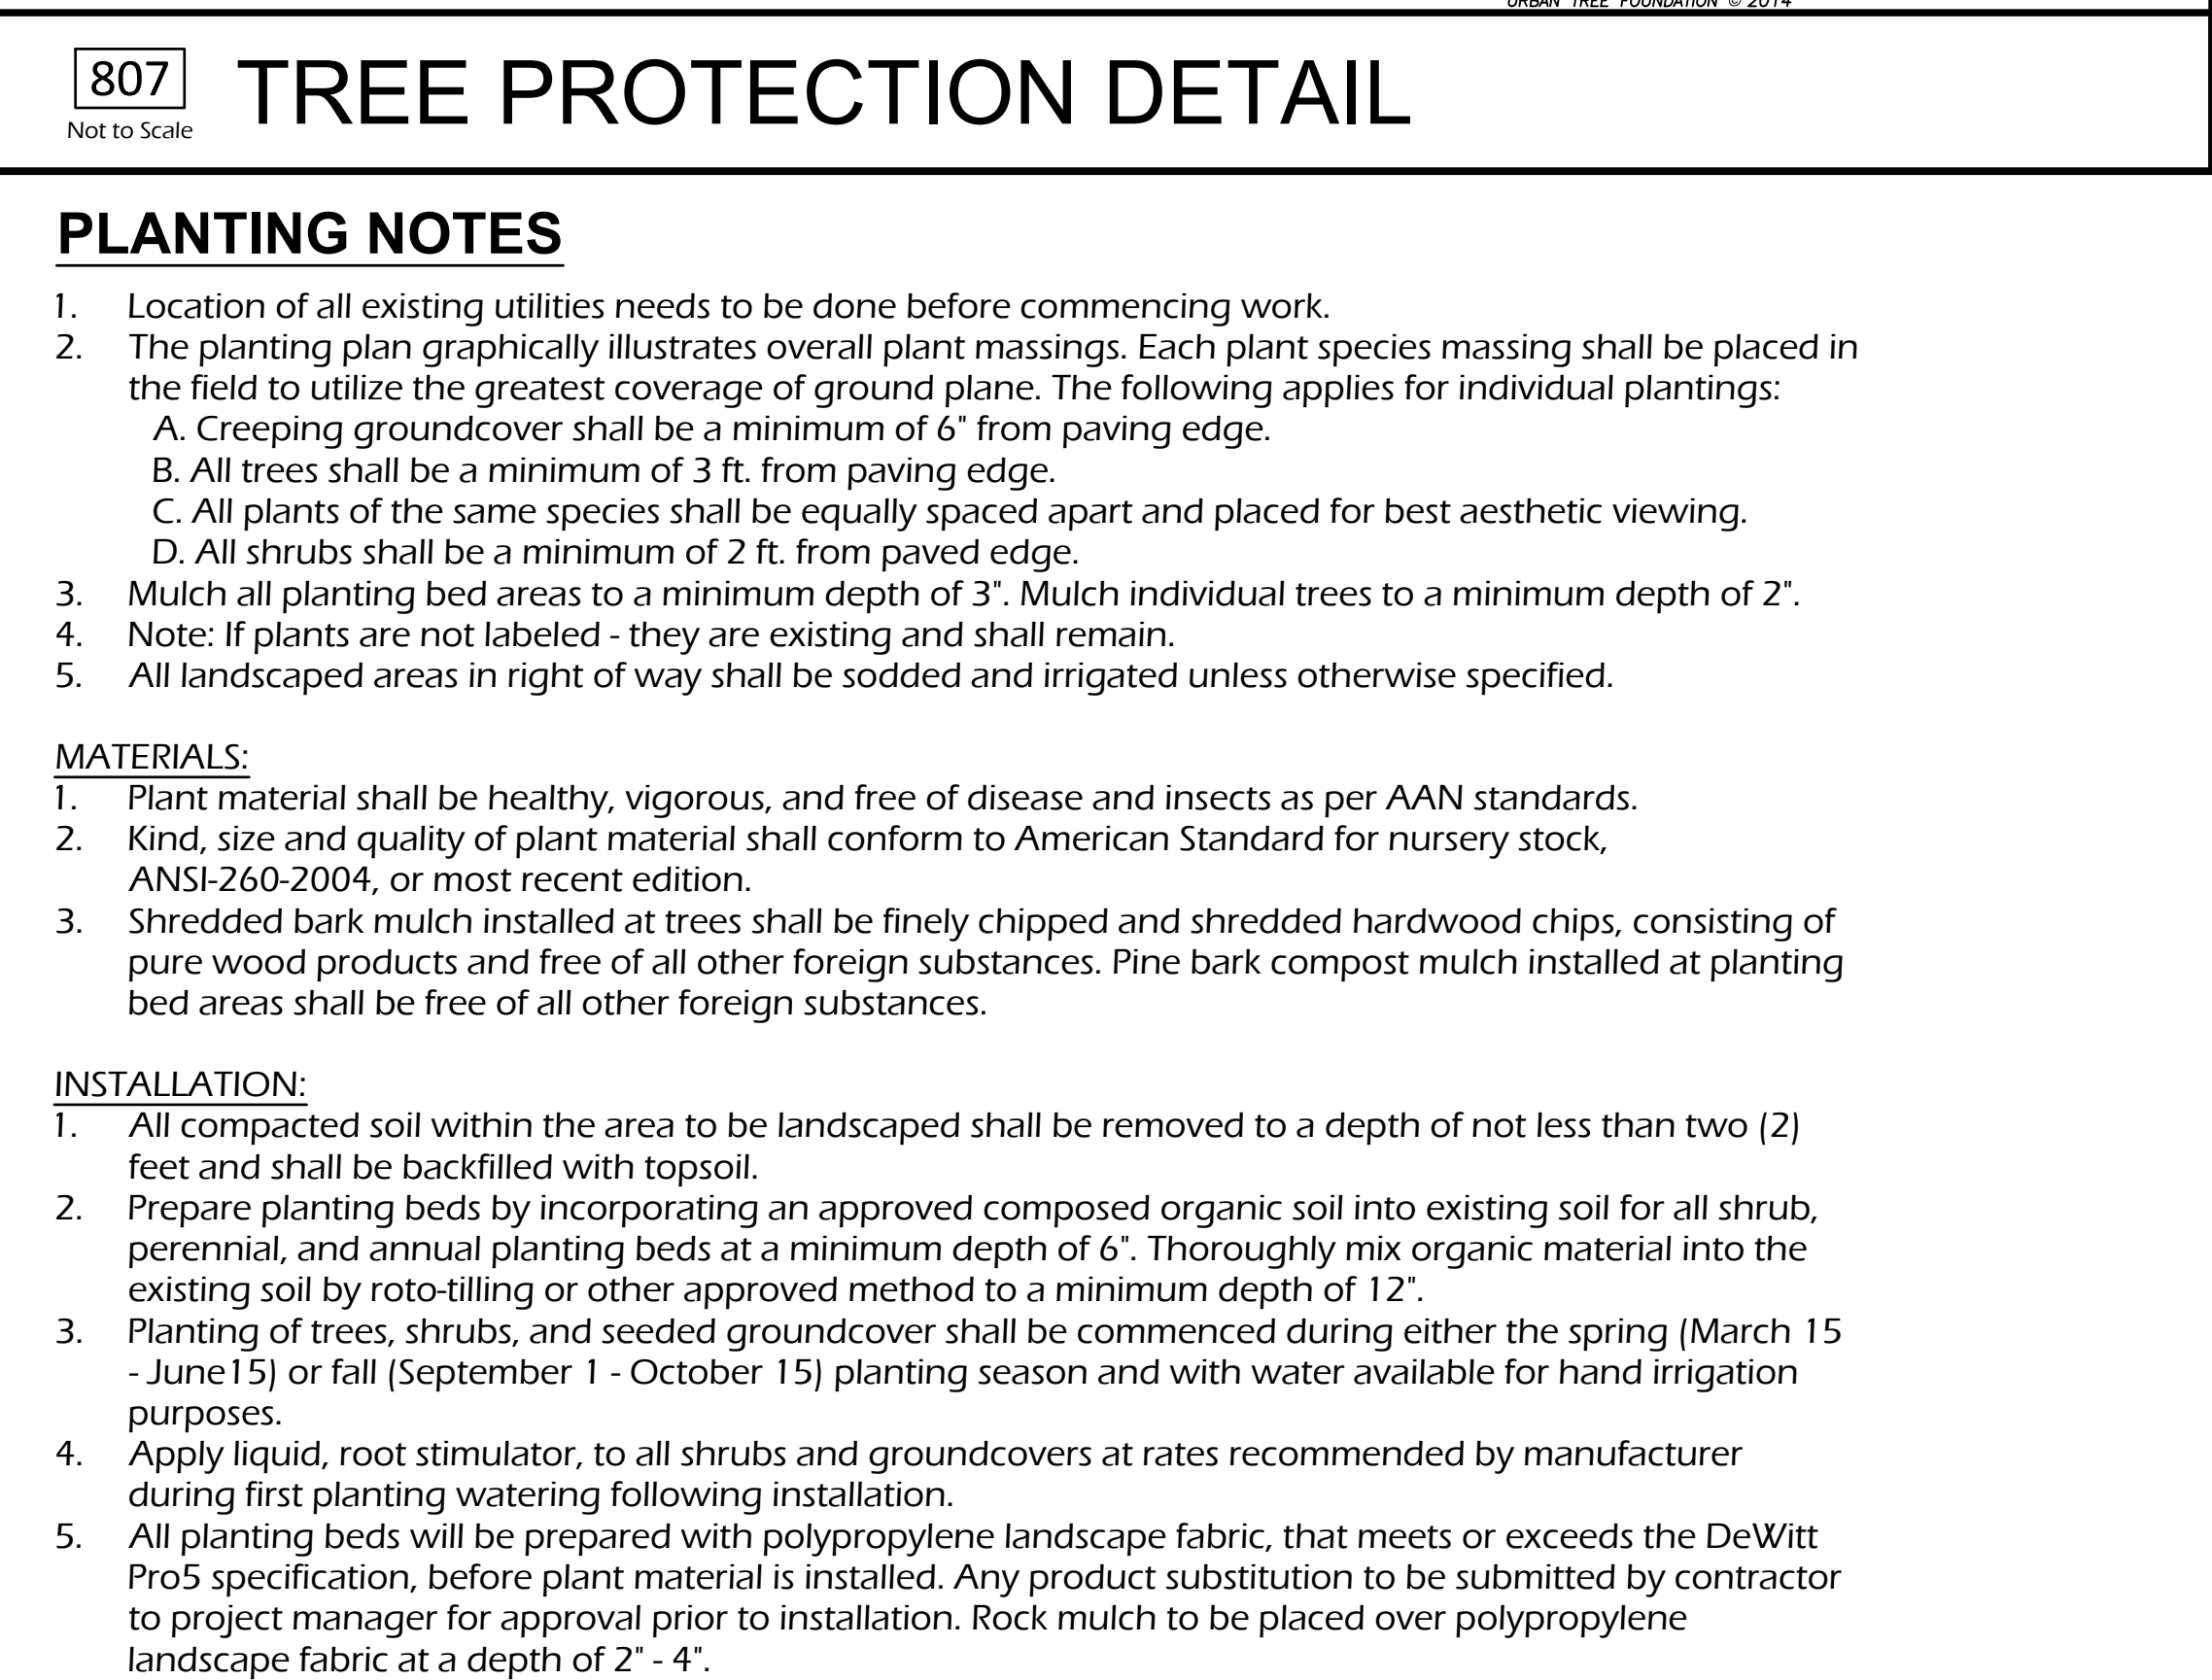 URBAN TREE FOUNDATION © 2014
807
Not to Scale
TREE PROTECTION DETAIL
PLANTING NOTES
1. Location of all existing utilities needs to be done before commencing work.
2. The planting plan graphically illustrates overall plant massings. Each plant species massing shall be placed in
the field to utilize the greatest coverage of ground plane. The following applies for individual plantings:
A. Creeping groundcover shall be a minimum of 6" from paving edge.
B. All trees shall be a minimum of 3 ft. from paving edge.
C. All plants of the same species shall be equally spaced apart and placed for best aesthetic viewing.
D. All shrubs shall be a minimum of 2 ft. from paved edge.
3. Mulch all planting bed areas to a minimum depth of 3". Mulch individual trees to a minimum depth of 2".
4. Note: If plants are not labeled - they are existing and shall remain.
5. All landscaped areas in right of way shall be sodded and irrigated unless otherwise specified.
MATERIALS:
1. Plant material shall be healthy, vigorous, and free of disease and insects as per AAN standards.
2. Kind, size and quality of plant material shall conform to American Standard for nursery stock,
ANSI-260-2004, or most recent edition.
3. Shredded bark mulch installed at trees shall be finely chipped and shredded hardwood chips, consisting of
pure wood products and free of all other foreign substances. Pine bark compost mulch installed at planting
bed areas shall be free of all other foreign substances.
INSTALLATION:
1. All compacted soil within the area to be landscaped shall be removed to a depth of not less than two (2)
feet and shall be backfilled with topsoil.
2. Prepare planting beds by incorporating an approved composed organic soil into existing soil for all shrub,
perennial, and annual planting beds at a minimum depth of 6". Thoroughly mix organic material into the
existing soil by roto-tilling or other approved method to a minimum depth of 12".
3. Planting of trees, shrubs, and seeded groundcover shall be commenced during either the spring (March 15
- June15) or fall (September 1 - October 15) planting season and with water available for hand irrigation
purposes.
4. Apply liquid, root stimulator, to all shrubs and groundcovers at rates recommended by manufacturer
during first planting watering following installation.
5. All planting beds will be prepared with polypropylene landscape fabric, that meets or exceeds the DeWitt
Pro5 specification, before plant material is installed. Any product substitution to be submitted by contractor
to project manager for approval prior to installation. Rock mulch to be placed over polypropylene
landscape fabric at a depth of 2" - 4".